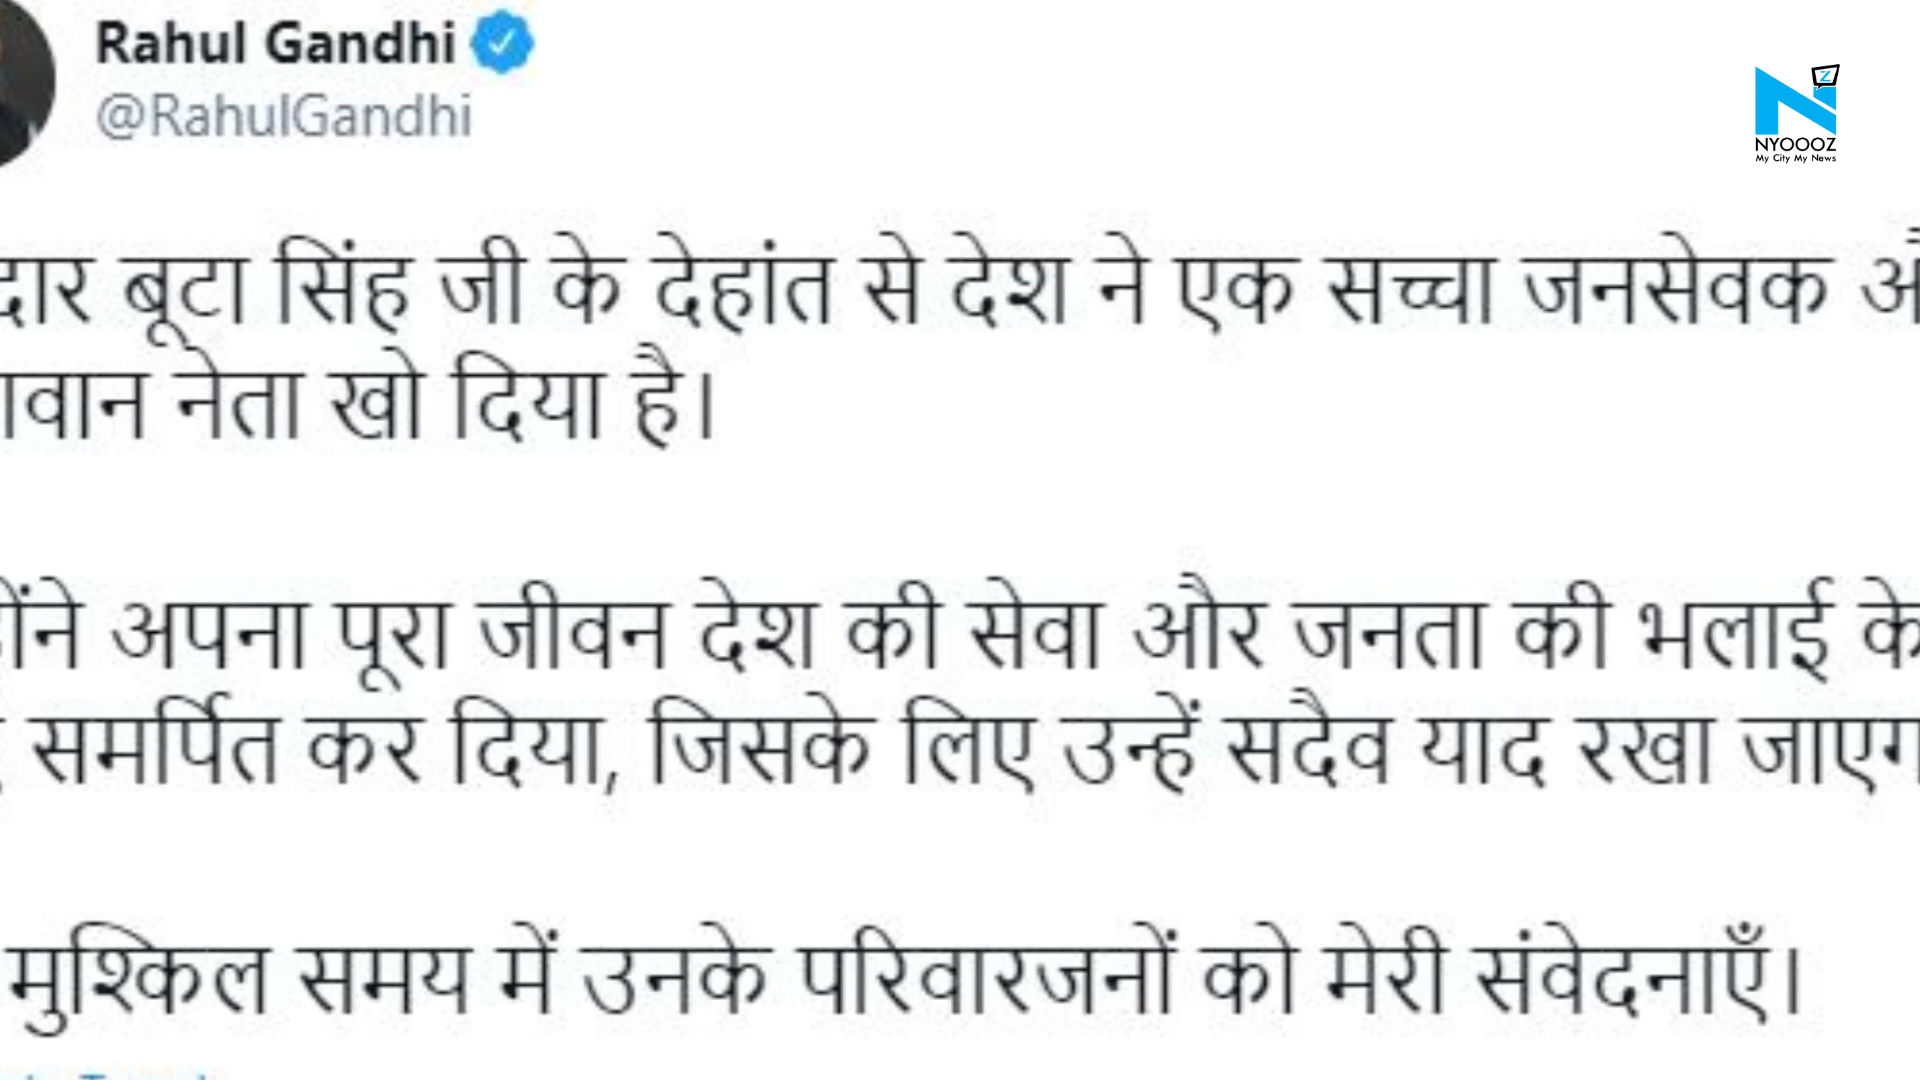 Rahul Gandhi
@RahulGandhi
NYOOOZ
My City My News
बूटा सिंह जी के देहांत से देश ने एक सच्चा जनसेवक
नेता खो दिया है।
अपना पूरा जीवन देश की सेवा और जनता की भलाई के
समर्पित कर दिया, जिसके लिए उन्हें सदैव याद रखा
मुश्किल समय में उनके परिवारजनों को मेरी संवेदनाएँ।